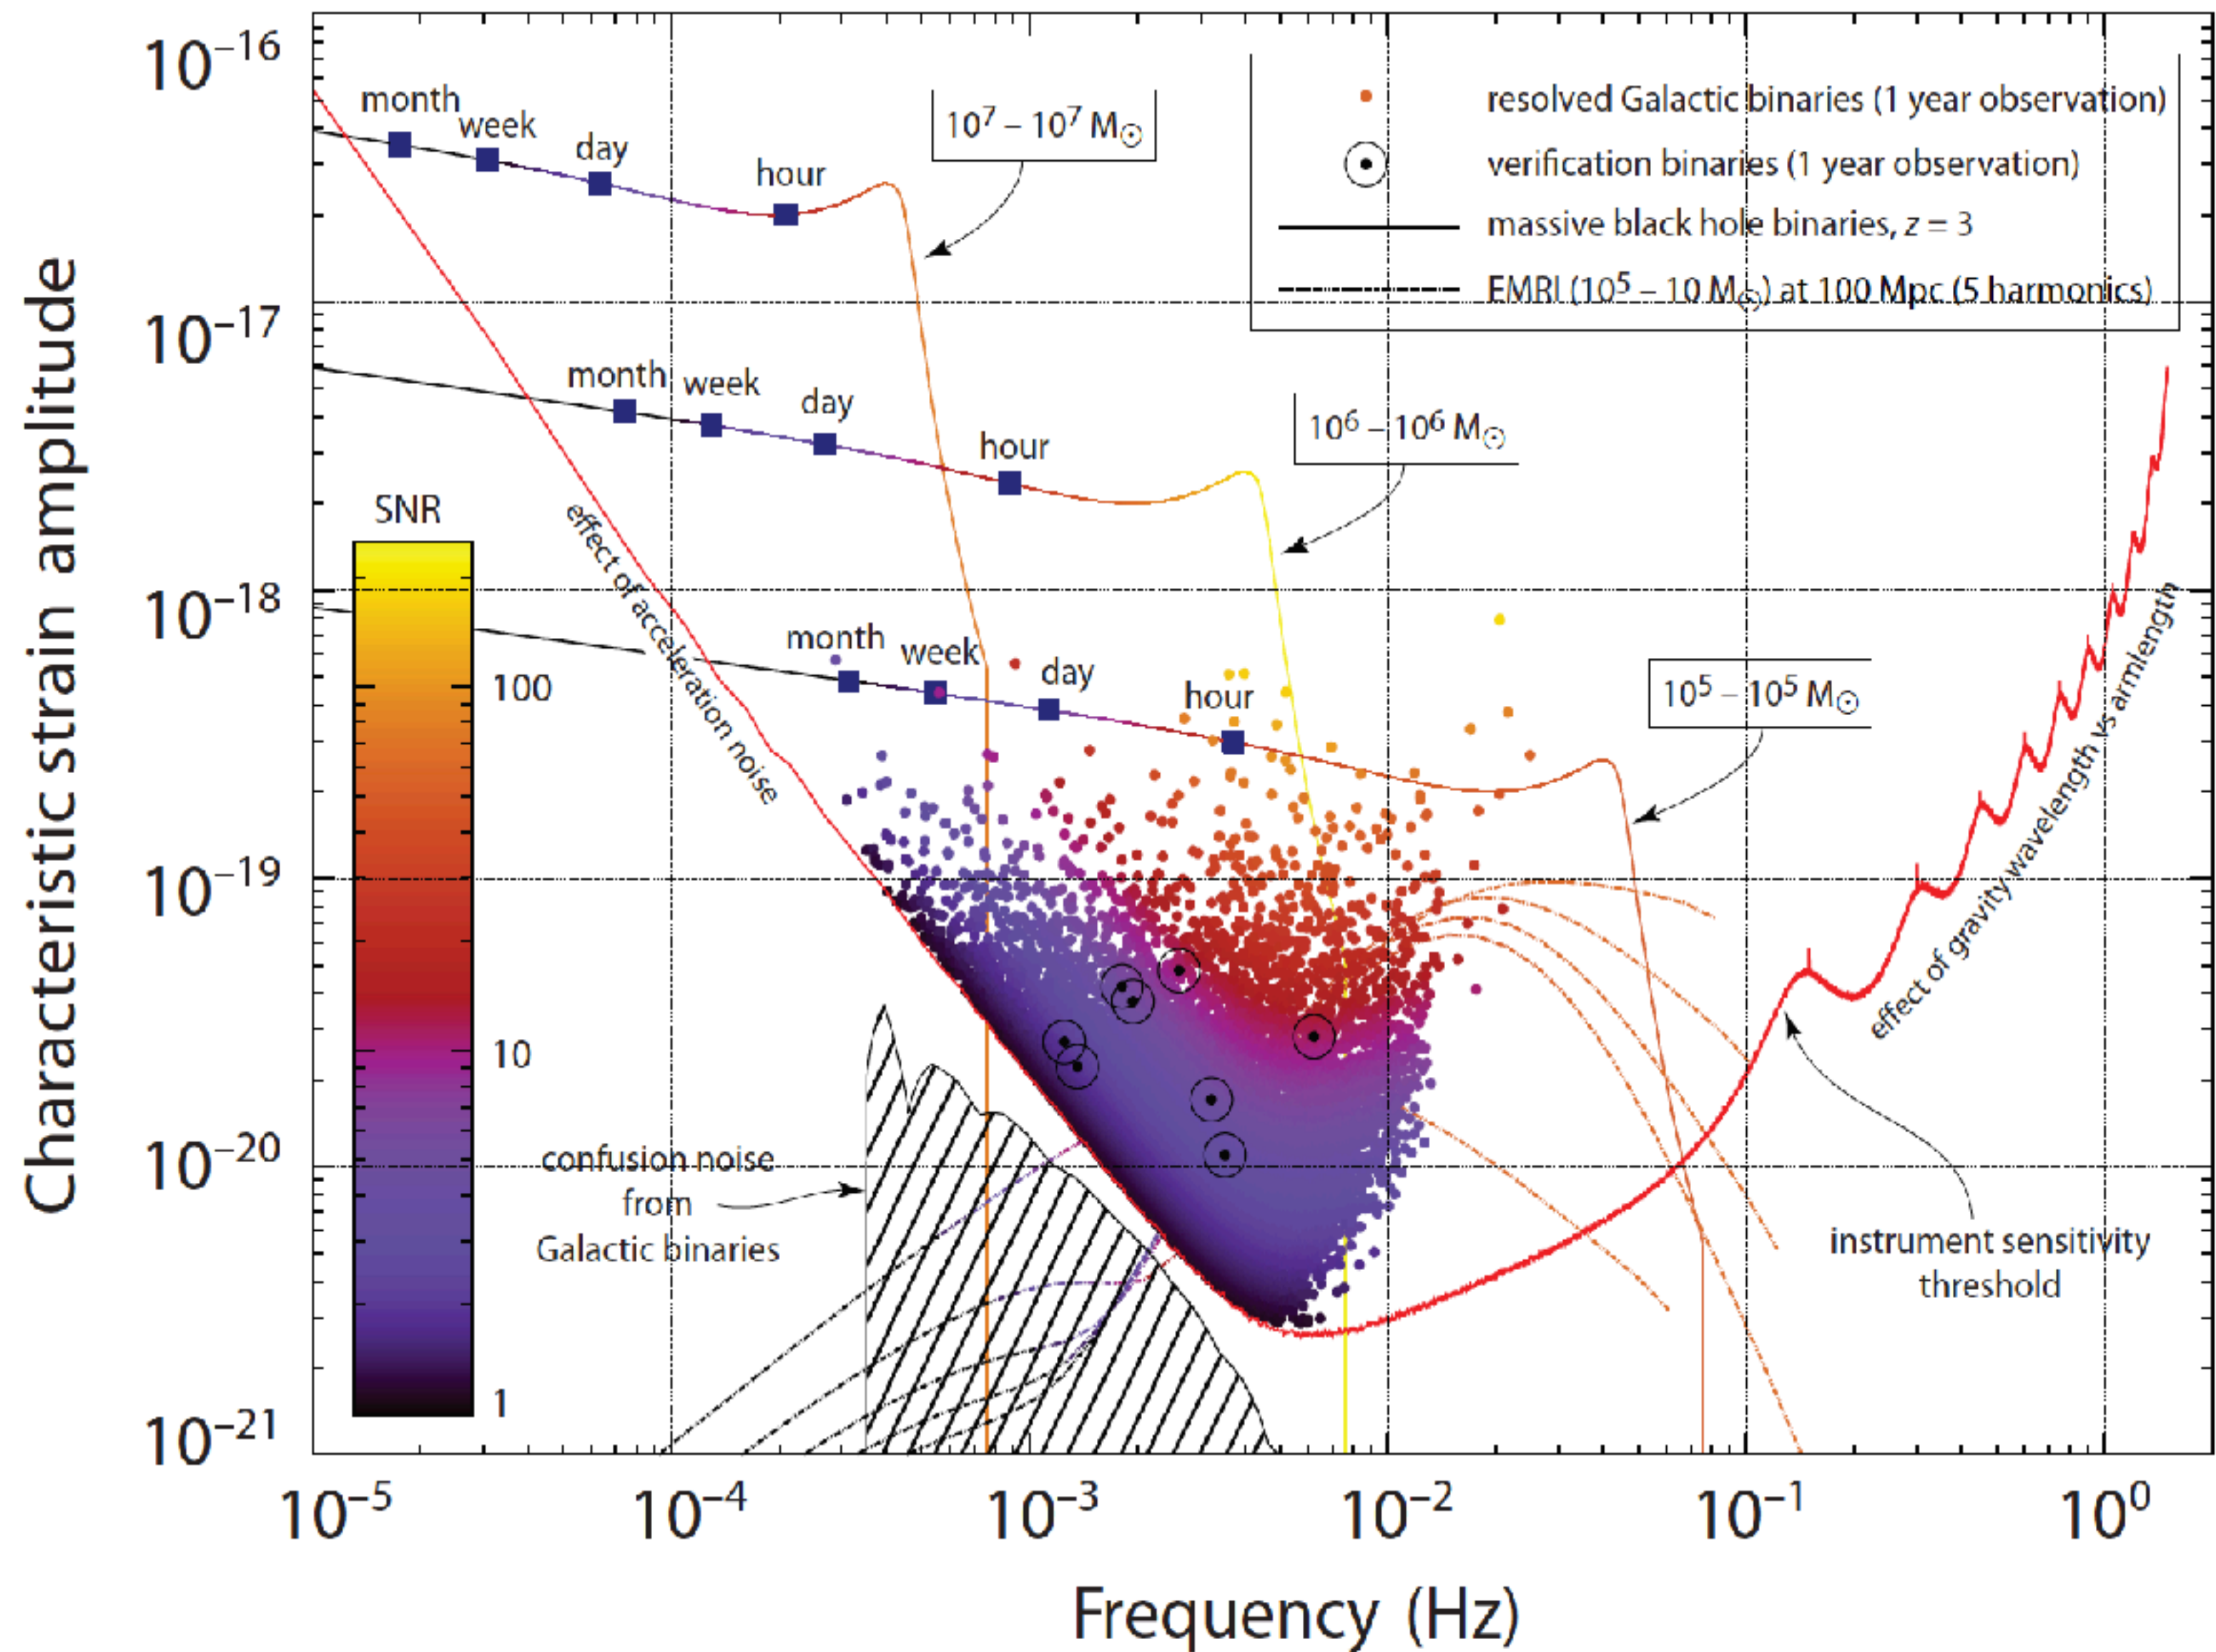 10⁻¹⁶
10⁻¹⁷
10⁻¹⁸
10⁻¹⁹
10⁻²⁰
10⁻²¹
Characteristic strain amplitude
month
week
day
hour
10⁷ – 10⁷ M☉
resolved Galactic binaries (1 year observation)
verification binaries (1 year observation)
massive black hole binaries, z = 3
EMRI (10⁵ – 10 M☉) at 100 Mpc (5 harmonics)
month
week
day
hour
10⁶ – 10⁶ M☉
SNR
100
10
1
effect of acceleration noise
month
week
day
hour
10⁵ – 10⁵ M☉
effect of gravity wavelength vs armlength
confusion noise
from
Galactic binaries
instrument sensitivity
threshold
10⁻⁵
10⁻⁴
10⁻³
10⁻²
10⁻¹
10⁰
Frequency (Hz)